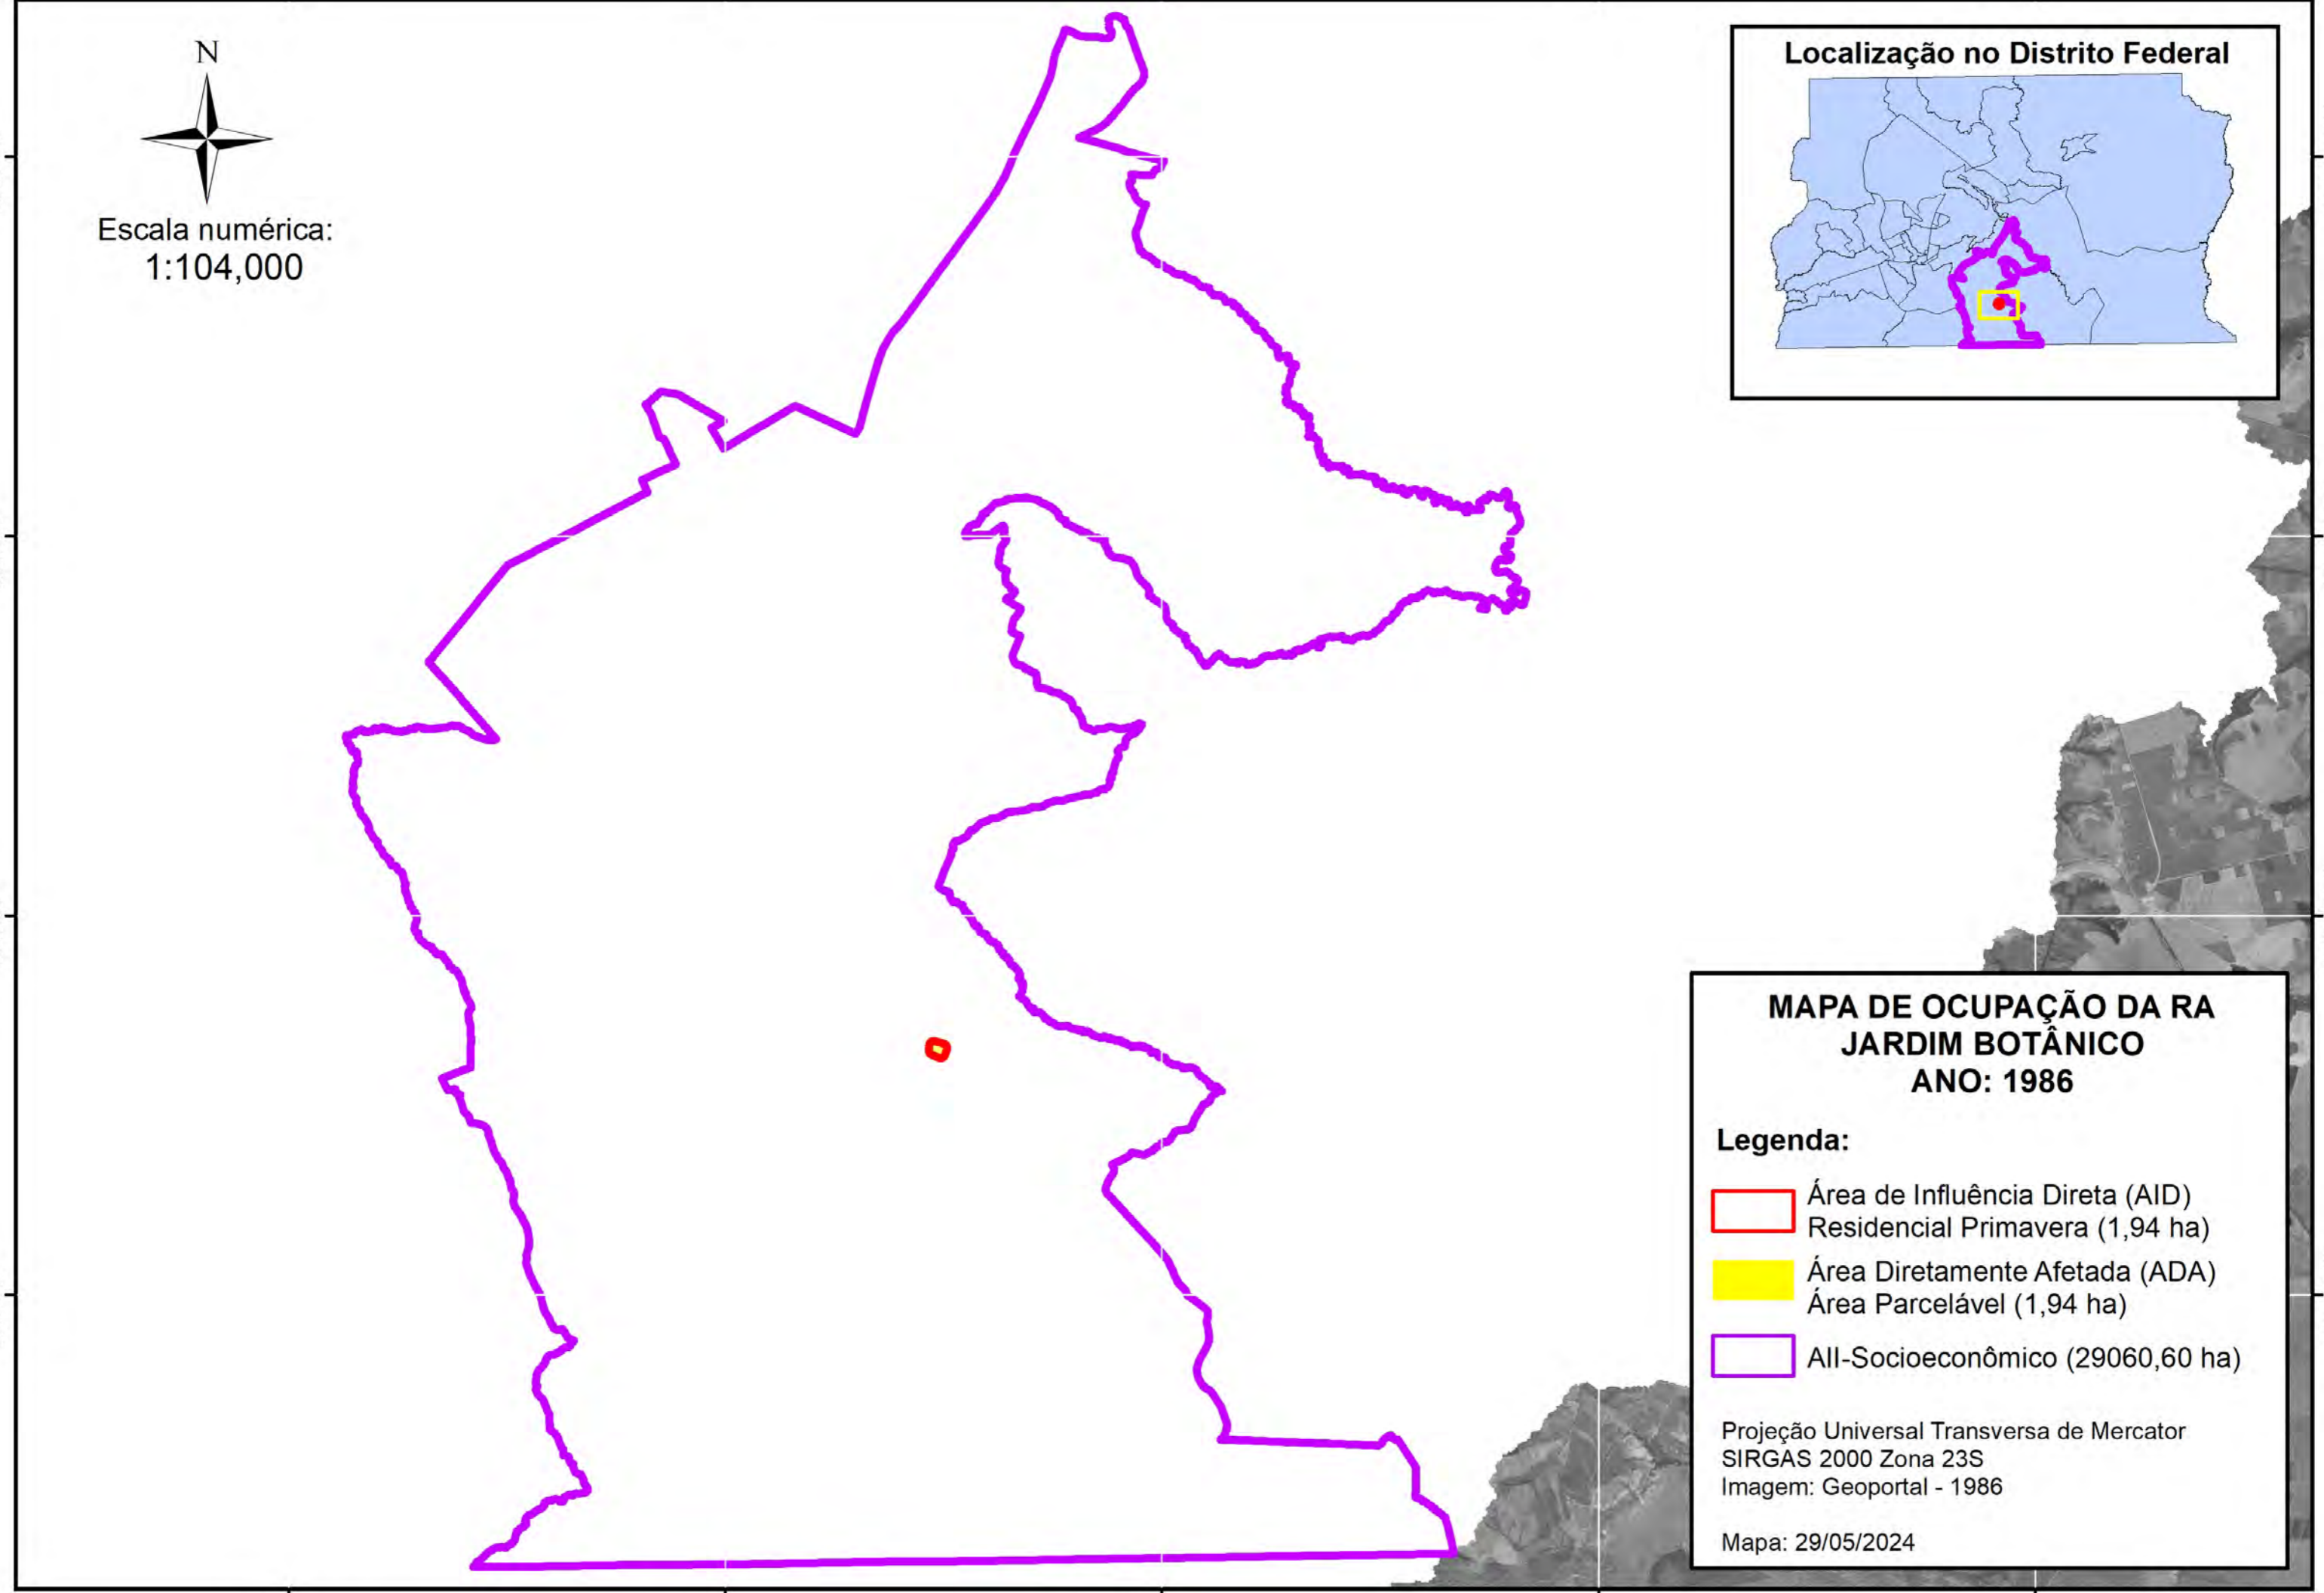 N
Escala numérica:
1:104,000
Localização no Distrito Federal
MAPA DE OCUPAÇÃO DA RA
JARDIM BOTÂNICO
ANO: 1986
Legenda:
Área de Influência Direta (AID)
Residencial Primavera (1,94 ha)
Área Diretamente Afetada (ADA)
Área Parcelável (1,94 ha)
AII-Socioeconômico (29060,60 ha)
Projeção Universal Transversa de Mercator
SIRGAS 2000 Zona 23S
Imagem: Geoportal - 1986
Mapa: 29/05/2024